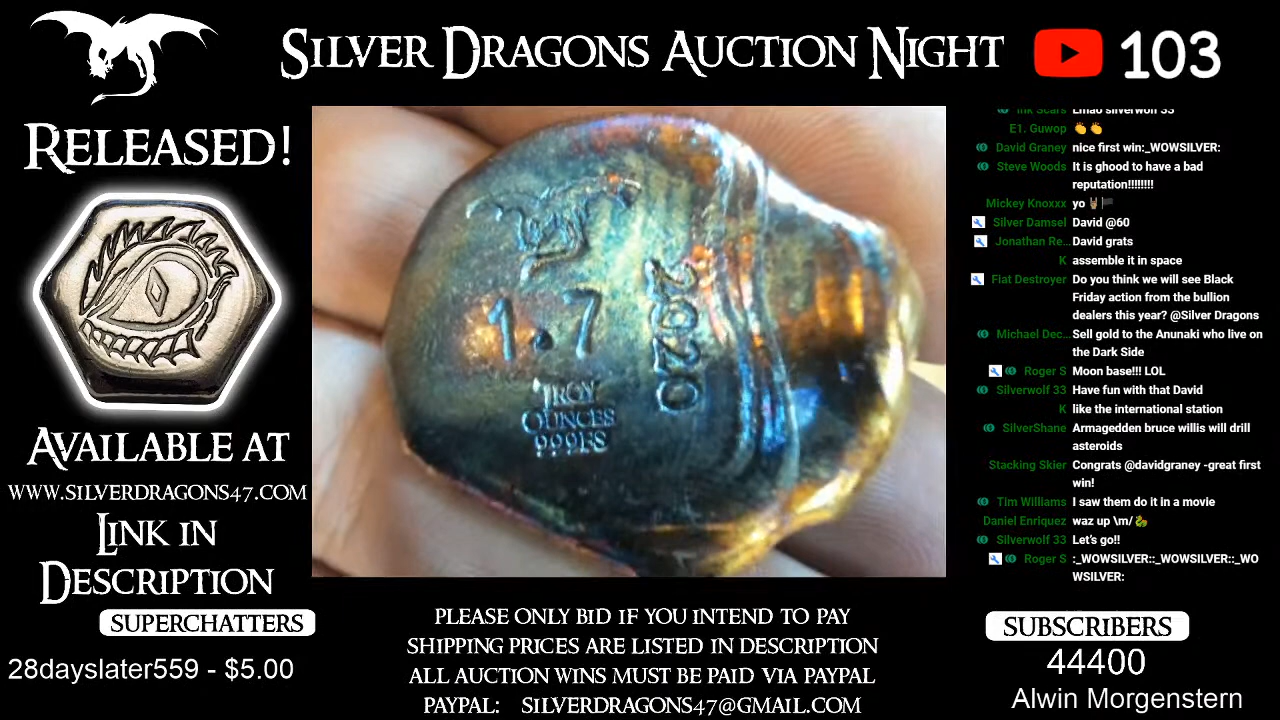 Silver Dragons Auction Night
103
Released!
Available at
www.silverdragons47.com
Link in
Description
SUPERCHATTERS
28dayslater559 - $5.00
1.7
TROY
OUNCES
999FS
2020
Ink Scars Lmao silverwolf 33
E1. Guwop 👏👏
David Graney nice first win:_WOWSILVER:
Steve Woods It is ghood to have a bad
reputation!!!!!!!!
Mickey Knoxxx yo 🤘🏽🏴
Silver Damsel David @60
Jonathan Re... David grats
K assemble it in space
Fiat Destroyer Do you think we will see Black
Friday action from the bullion
dealers this year? @Silver Dragons
Michael Dec... Sell gold to the Anunaki who live on
the Dark Side
Roger S Moon base!!! LOL
Silverwolf 33 Have fun with that David
K like the international station
SilverShane Armagedden bruce willis will drill
asteroids
Stacking Skier Congrats @davidgraney -great first
win!
Tim Williams I saw them do it in a movie
Daniel Enriquez waz up \m/🐉
Silverwolf 33 Let's go!!
Roger S :_WOWSILVER::_WOWSILVER::_WO
WSILVER:
Please only bid if you intend to pay
Shipping prices are listed in description
All auction wins must be paid via PayPal
PayPal: silverdragons47@gmail.com
SUBSCRIBERS
44400
Alwin Morgenstern